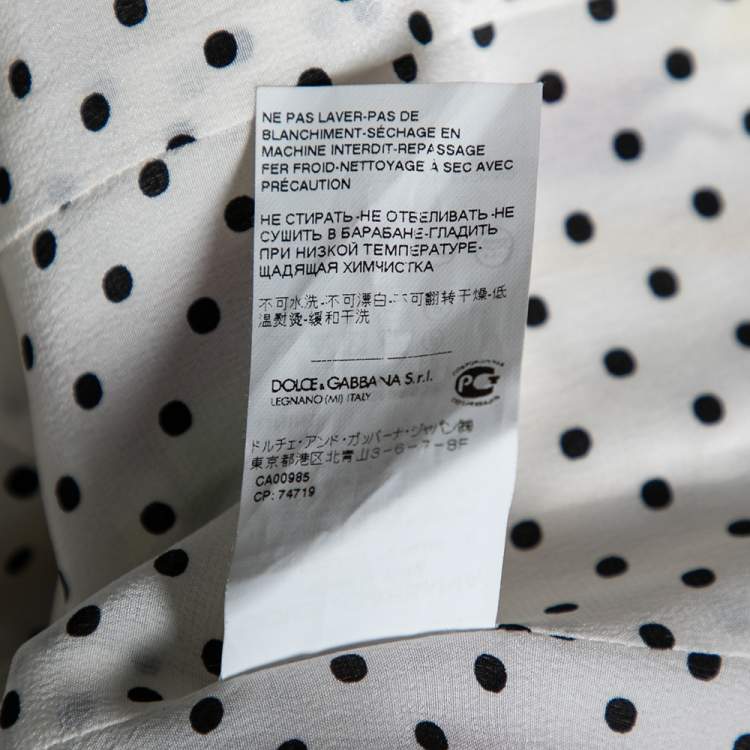 NE PAS LAVER-PAS DE
BLANCHIMENT-SÉCHAGE EN
MACHINE INTERDIT-REPASSAGE
FER FROID-NETTOYAGE À SEC AVEC
PRÉCAUTION
НЕ СТИРАТЬ-НЕ ОТБЕЛИВАТЬ-НЕ
СУШИТЬ В БАРАБАНЕ-ГЛАДИТЬ
ПРИ НИЗКОЙ ТЕМПЕРАТУРЕ-
ЩАДЯЩАЯ ХИМЧИСТКА
不可水洗-不可漂白-不可翻转干燥-低
温熨烫-缓和干洗
DOLCE & GABBANA S.r.l.
LEGNANO (MI) ITALY
PG
ドルチェ・アンド・ガッバーナ・ジャパン㈱
東京都港区北青山3-6-7-8F
CA00985
CP: 74719